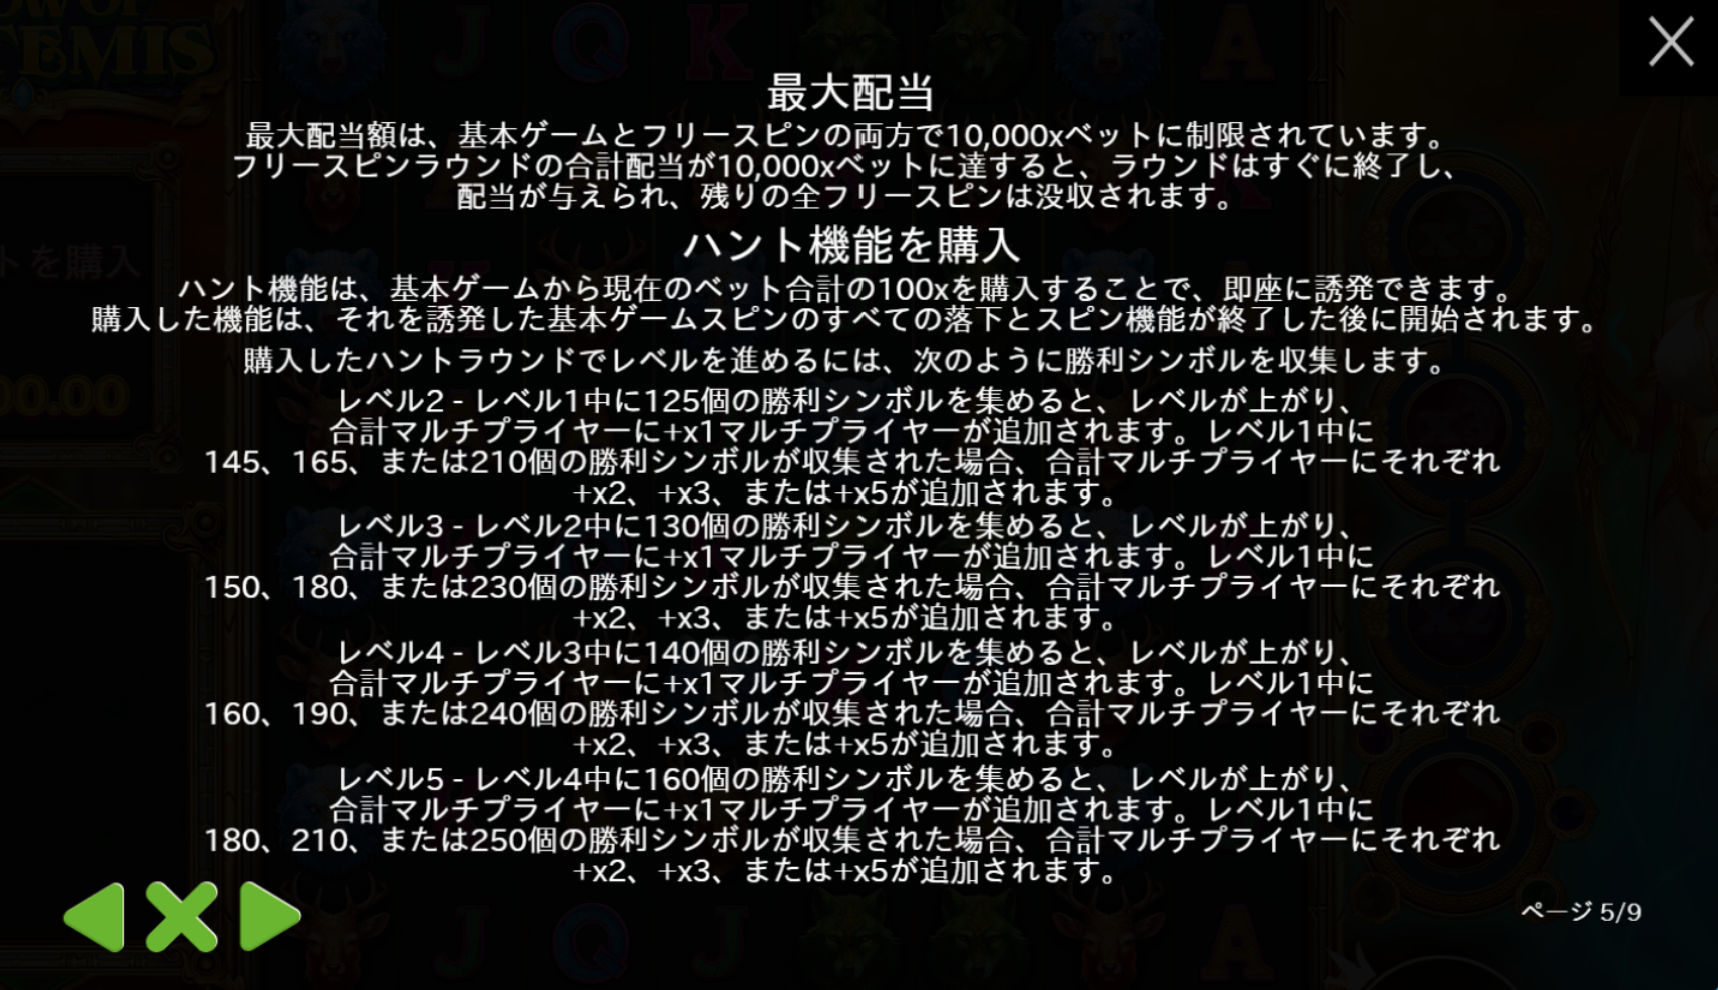 TEMIS
最大配当
最大配当額は、基本ゲームとフリースピンの両方で10,000xベットに制限されています。
フリースピンラウンドの合計配当が10,000xベットに達すると、ラウンドはすぐに終了し、
配当が与えられ、残りの全フリースピンは没収されます。
ハント機能を購入
トを購入
ハント機能は、基本ゲームから現在のベット合計の100xを購入することで、即座に誘発できます。
購入した機能は、それを誘発した基本ゲームスピンのすべての落下とスピン機能が終了した後に開始されます。
購入したハントラウンドでレベルを進めるには、次のように勝利シンボルを収集します。
00.00
レベル2 - レベル1中に125個の勝利シンボルを集めると、レベルが上がり、
合計マルチプライヤーに+x1マルチプライヤーが追加されます。レベル1中に
145、165、または210個の勝利シンボルが収集された場合、合計マルチプライヤーにそれぞれ
+x2、+x3、または+x5が追加されます。
レベル3 - レベル2中に130個の勝利シンボルを集めると、レベルが上がり、
合計マルチプライヤーに+x1マルチプライヤーが追加されます。レベル1中に
150、180、または230個の勝利シンボルが収集された場合、合計マルチプライヤーにそれぞれ
+x2、+x3、または+x5が追加されます。
レベル4 - レベル3中に140個の勝利シンボルを集めると、レベルが上がり、
合計マルチプライヤーに+x1マルチプライヤーが追加されます。レベル1中に
160、190、または240個の勝利シンボルが収集された場合、合計マルチプライヤーにそれぞれ
+x2、+x3、または+x5が追加されます。
レベル5 - レベル4中に160個の勝利シンボルを集めると、レベルが上がり、
合計マルチプライヤーに+x1マルチプライヤーが追加されます。レベル1中に
180、210、または250個の勝利シンボルが収集された場合、合計マルチプライヤーにそれぞれ
+x2、+x3、または+x5が追加されます。
ページ 5/9